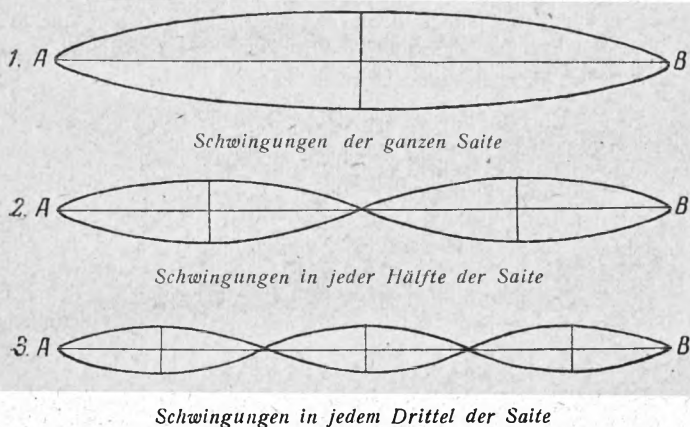 1. A B
Schwingungen der ganzen Saite
2. A B
Schwingungen in jeder Hälfte der Saite
3. A B
Schwingungen in jedem Drittel der Saite